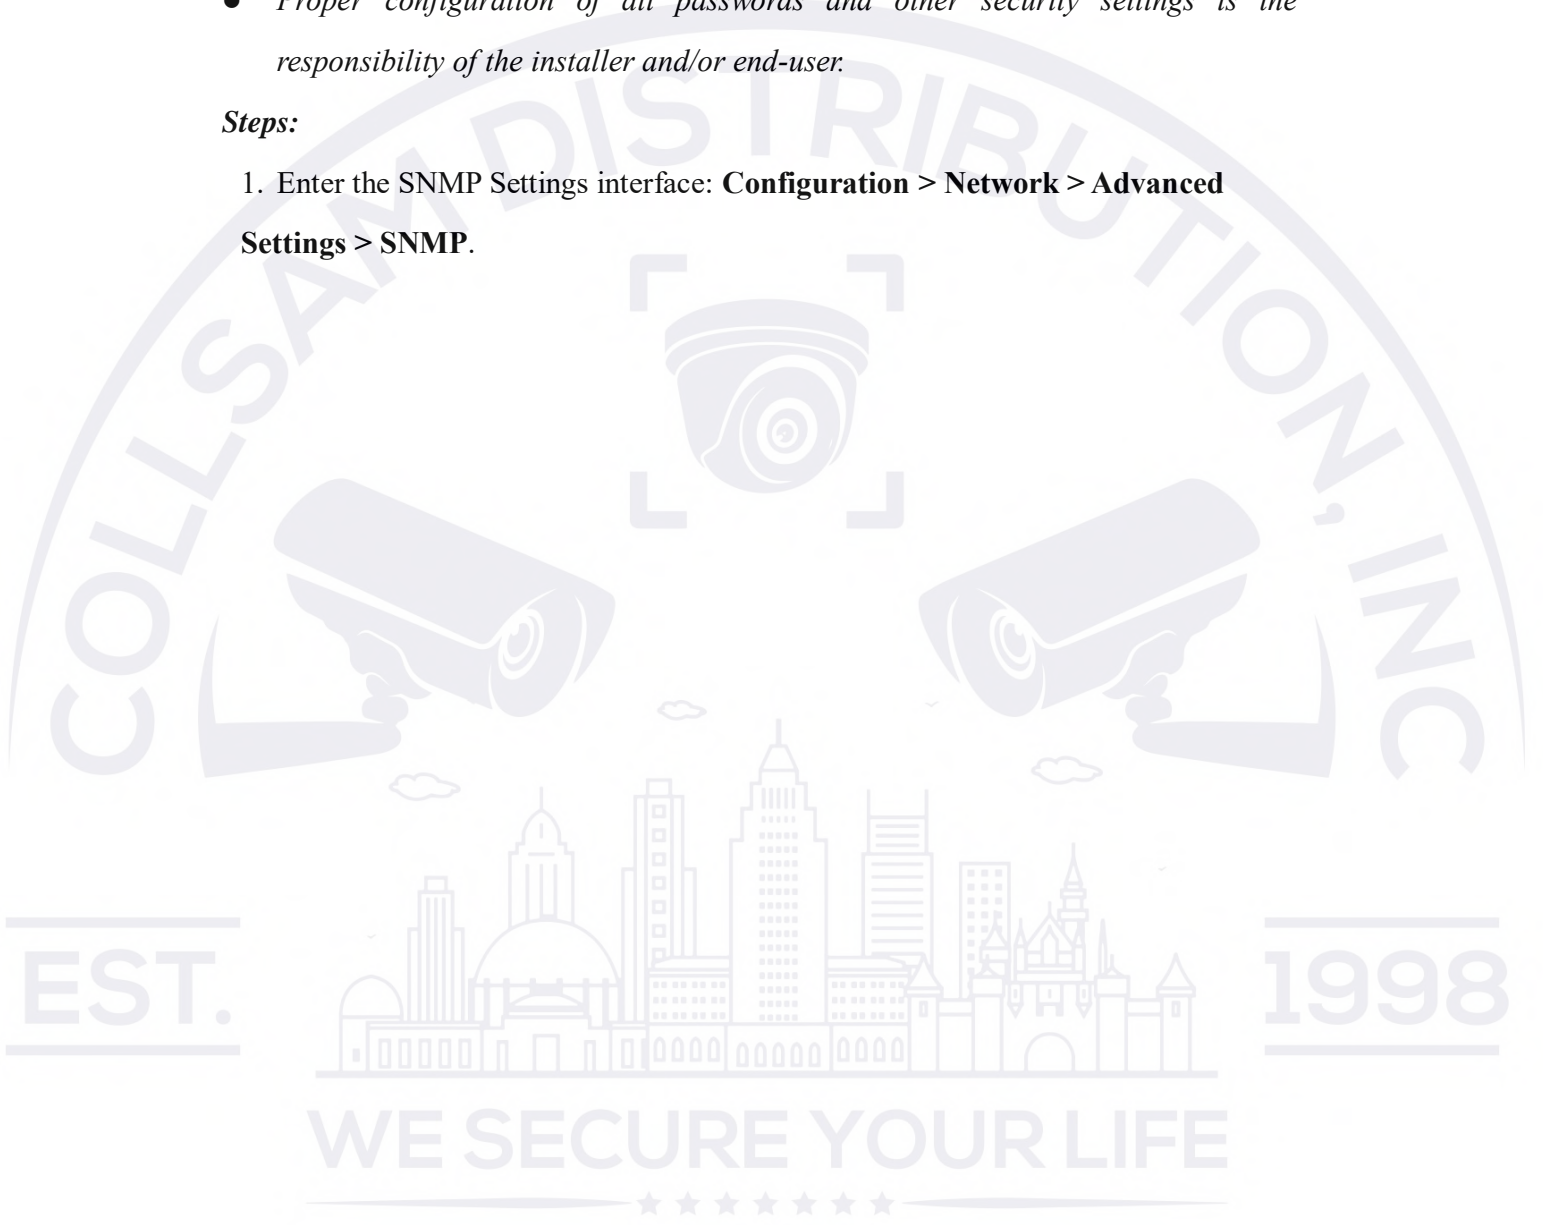 ● Proper configuration of all passwords and other security settings is the
responsibility of the installer and/or end-user.
Steps:
1. Enter the SNMP Settings interface: Configuration > Network > Advanced
Settings > SNMP.
COLLSAM DISTRIBUTION, INC
EST.
1998
WE SECURE YOUR LIFE